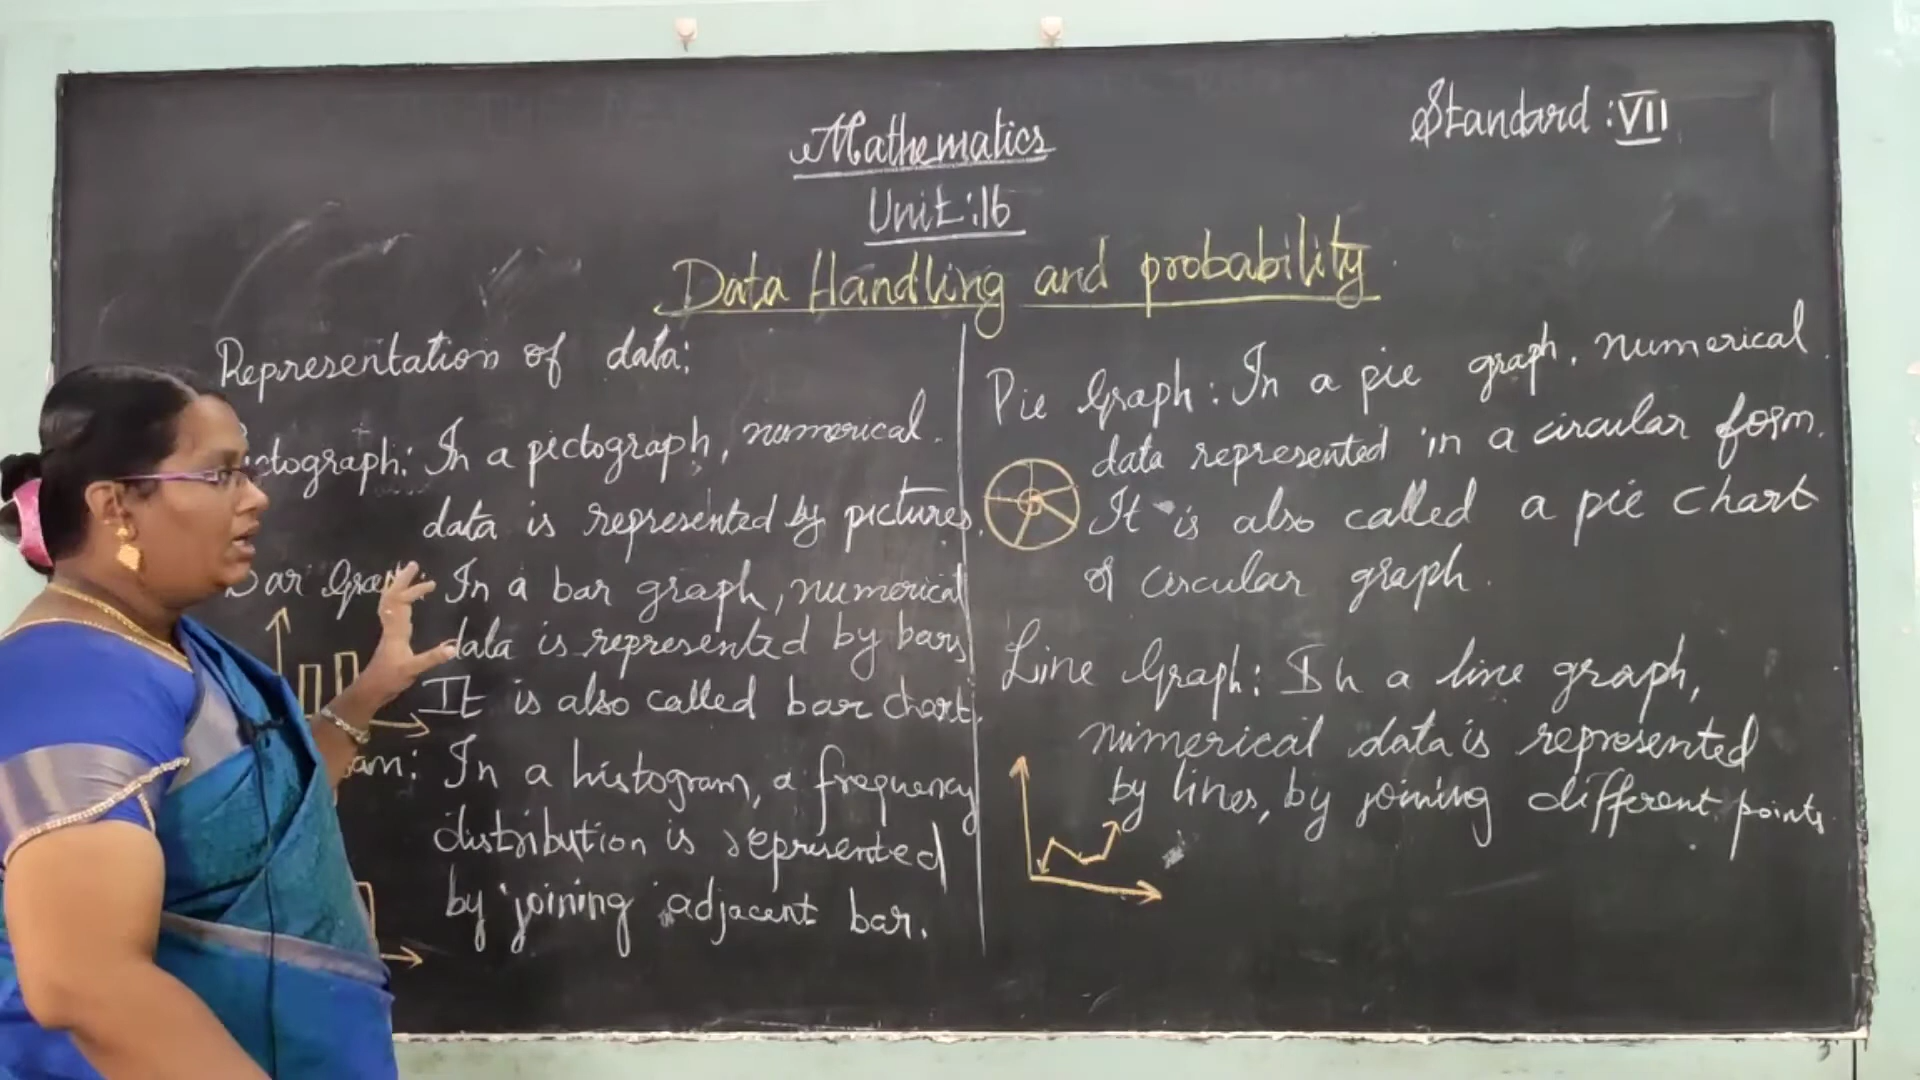 Standard : VII
Mathematics
Unit : 16
Data Handling and probability
Representation of data:
ctograph: In a pictograph, numerical
data is represented by pictures.
Bar Graph: In a bar graph, numerical
data is represented by bars
It is also called bar chart.
am: In a histogram, a frequency
distribution is represented
by joining adjacent bar.
Pie Graph: In a pie graph, numerical
data represented in a circular form.
It is also called a pie chart
of circular graph.
Line Graph: In a line graph,
numerical data is represented
by lines, by joining different points